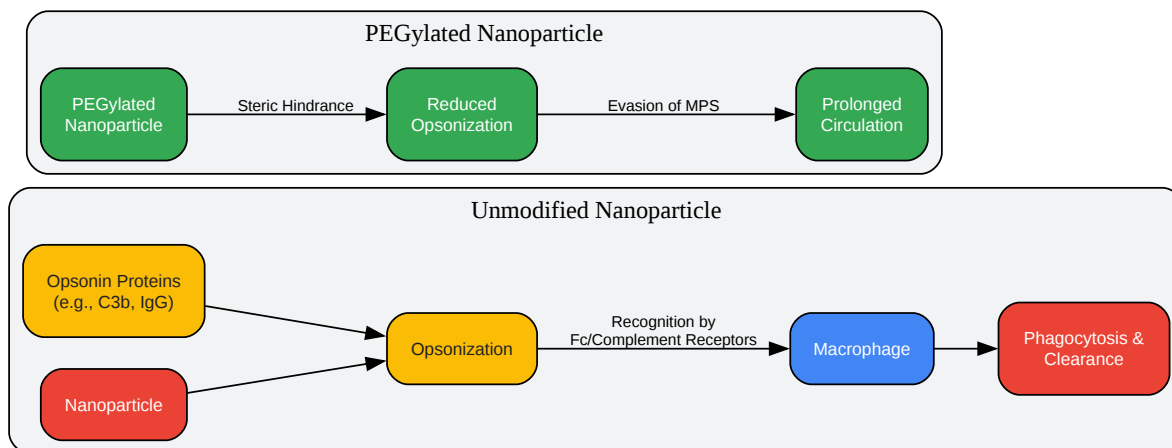 PEGylated Nanoparticle
PEGylated
Nanoparticle
Steric Hindrance
Reduced
Opsonization
Evasion of MPS
Prolonged
Circulation
Unmodified Nanoparticle
Opsonin Proteins
(e.g., C3b, IgG)
Nanoparticle
Opsonization
Recognition by
Fc/Complement Receptors
Macrophage
Phagocytosis &
Clearance